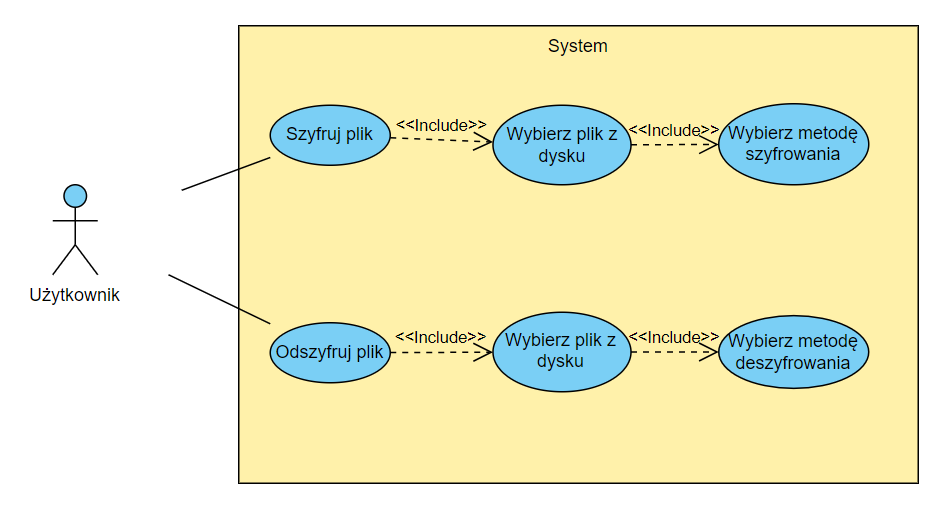 System
Szyfruj plik
<<Include>>
Wybierz plik z
dysku
<<Include>>
Wybierz metodę
szyfrowania
Użytkownik
Odszyfruj plik
<<Include>>
Wybierz plik z
dysku
<<Include>>
Wybierz metodę
deszyfrowania